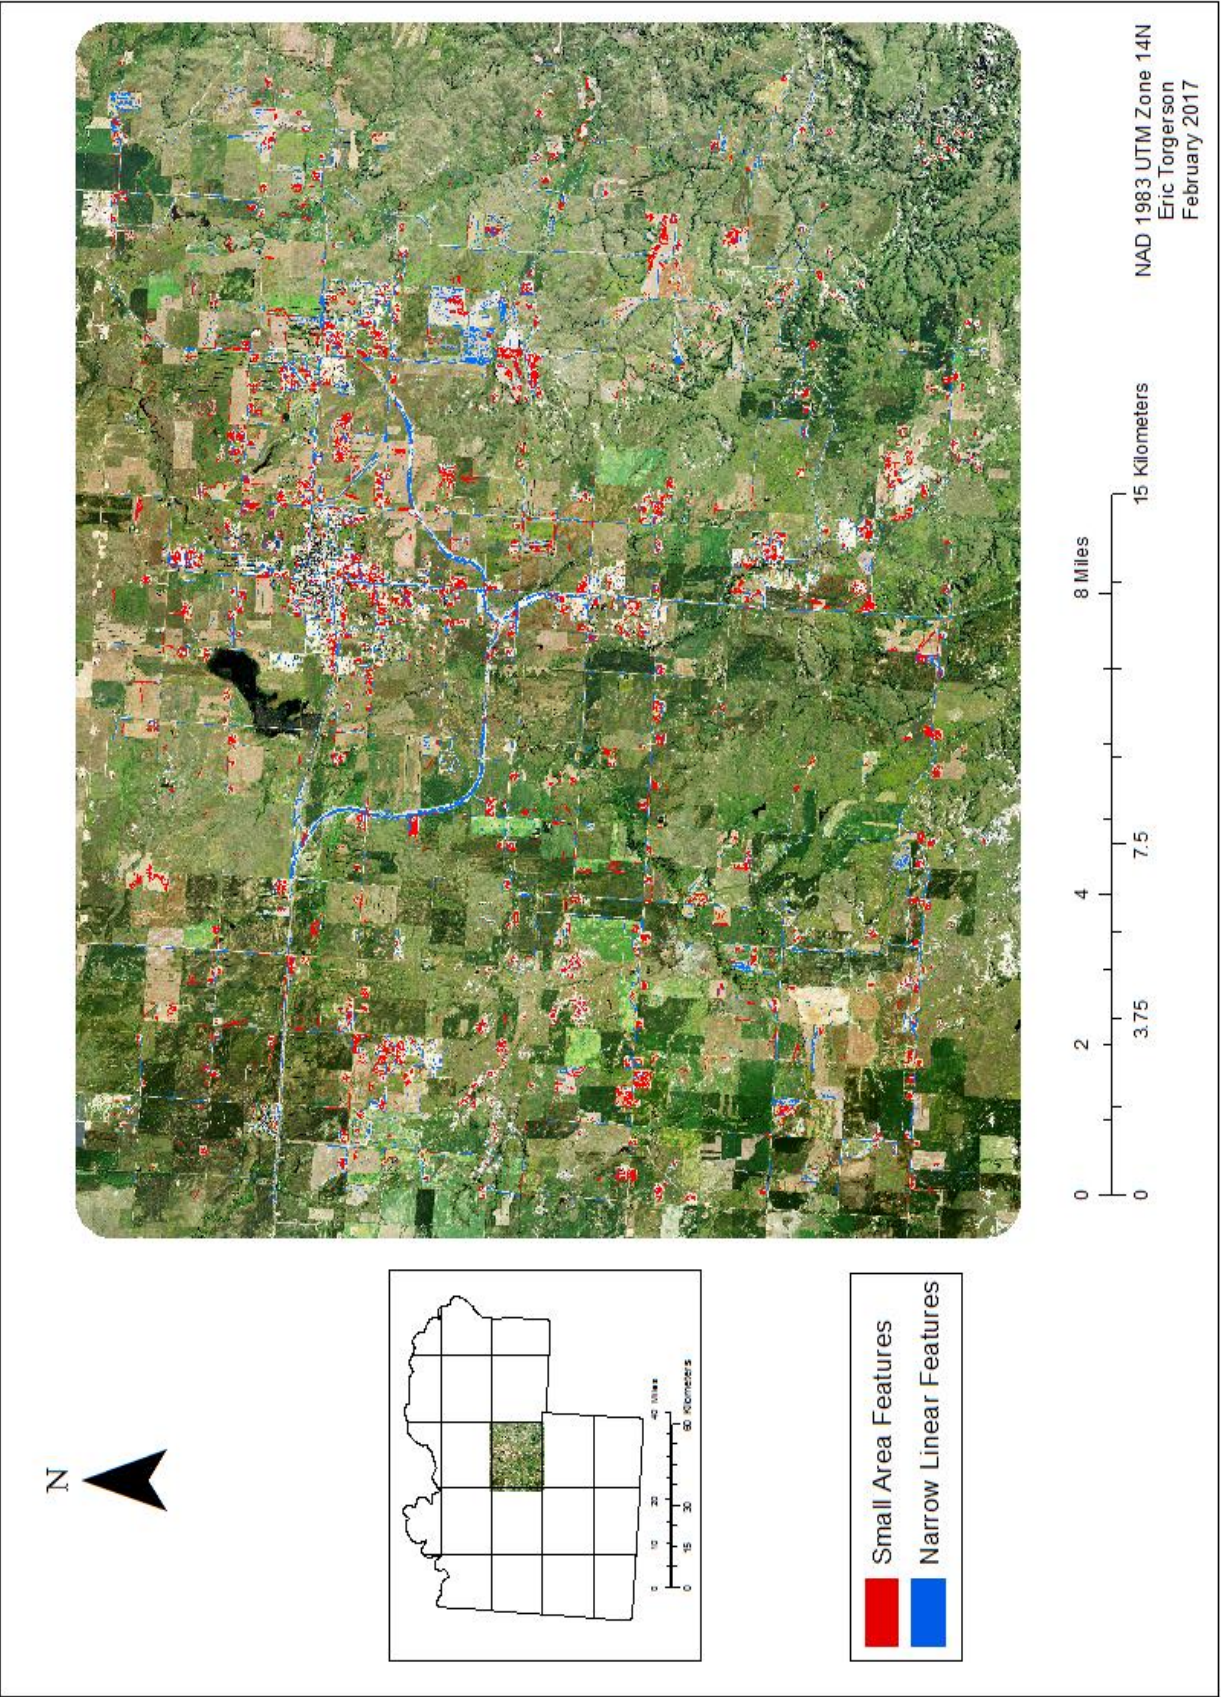 N
40 Miles
0 10 20
60 Kilometers
0 15 30
Small Area Features
Narrow Linear Features
0 2 4 8 Miles
0 3.75 7.5 15 Kilometers
NAD 1983 UTM Zone 14N
Eric Torgerson
February 2017